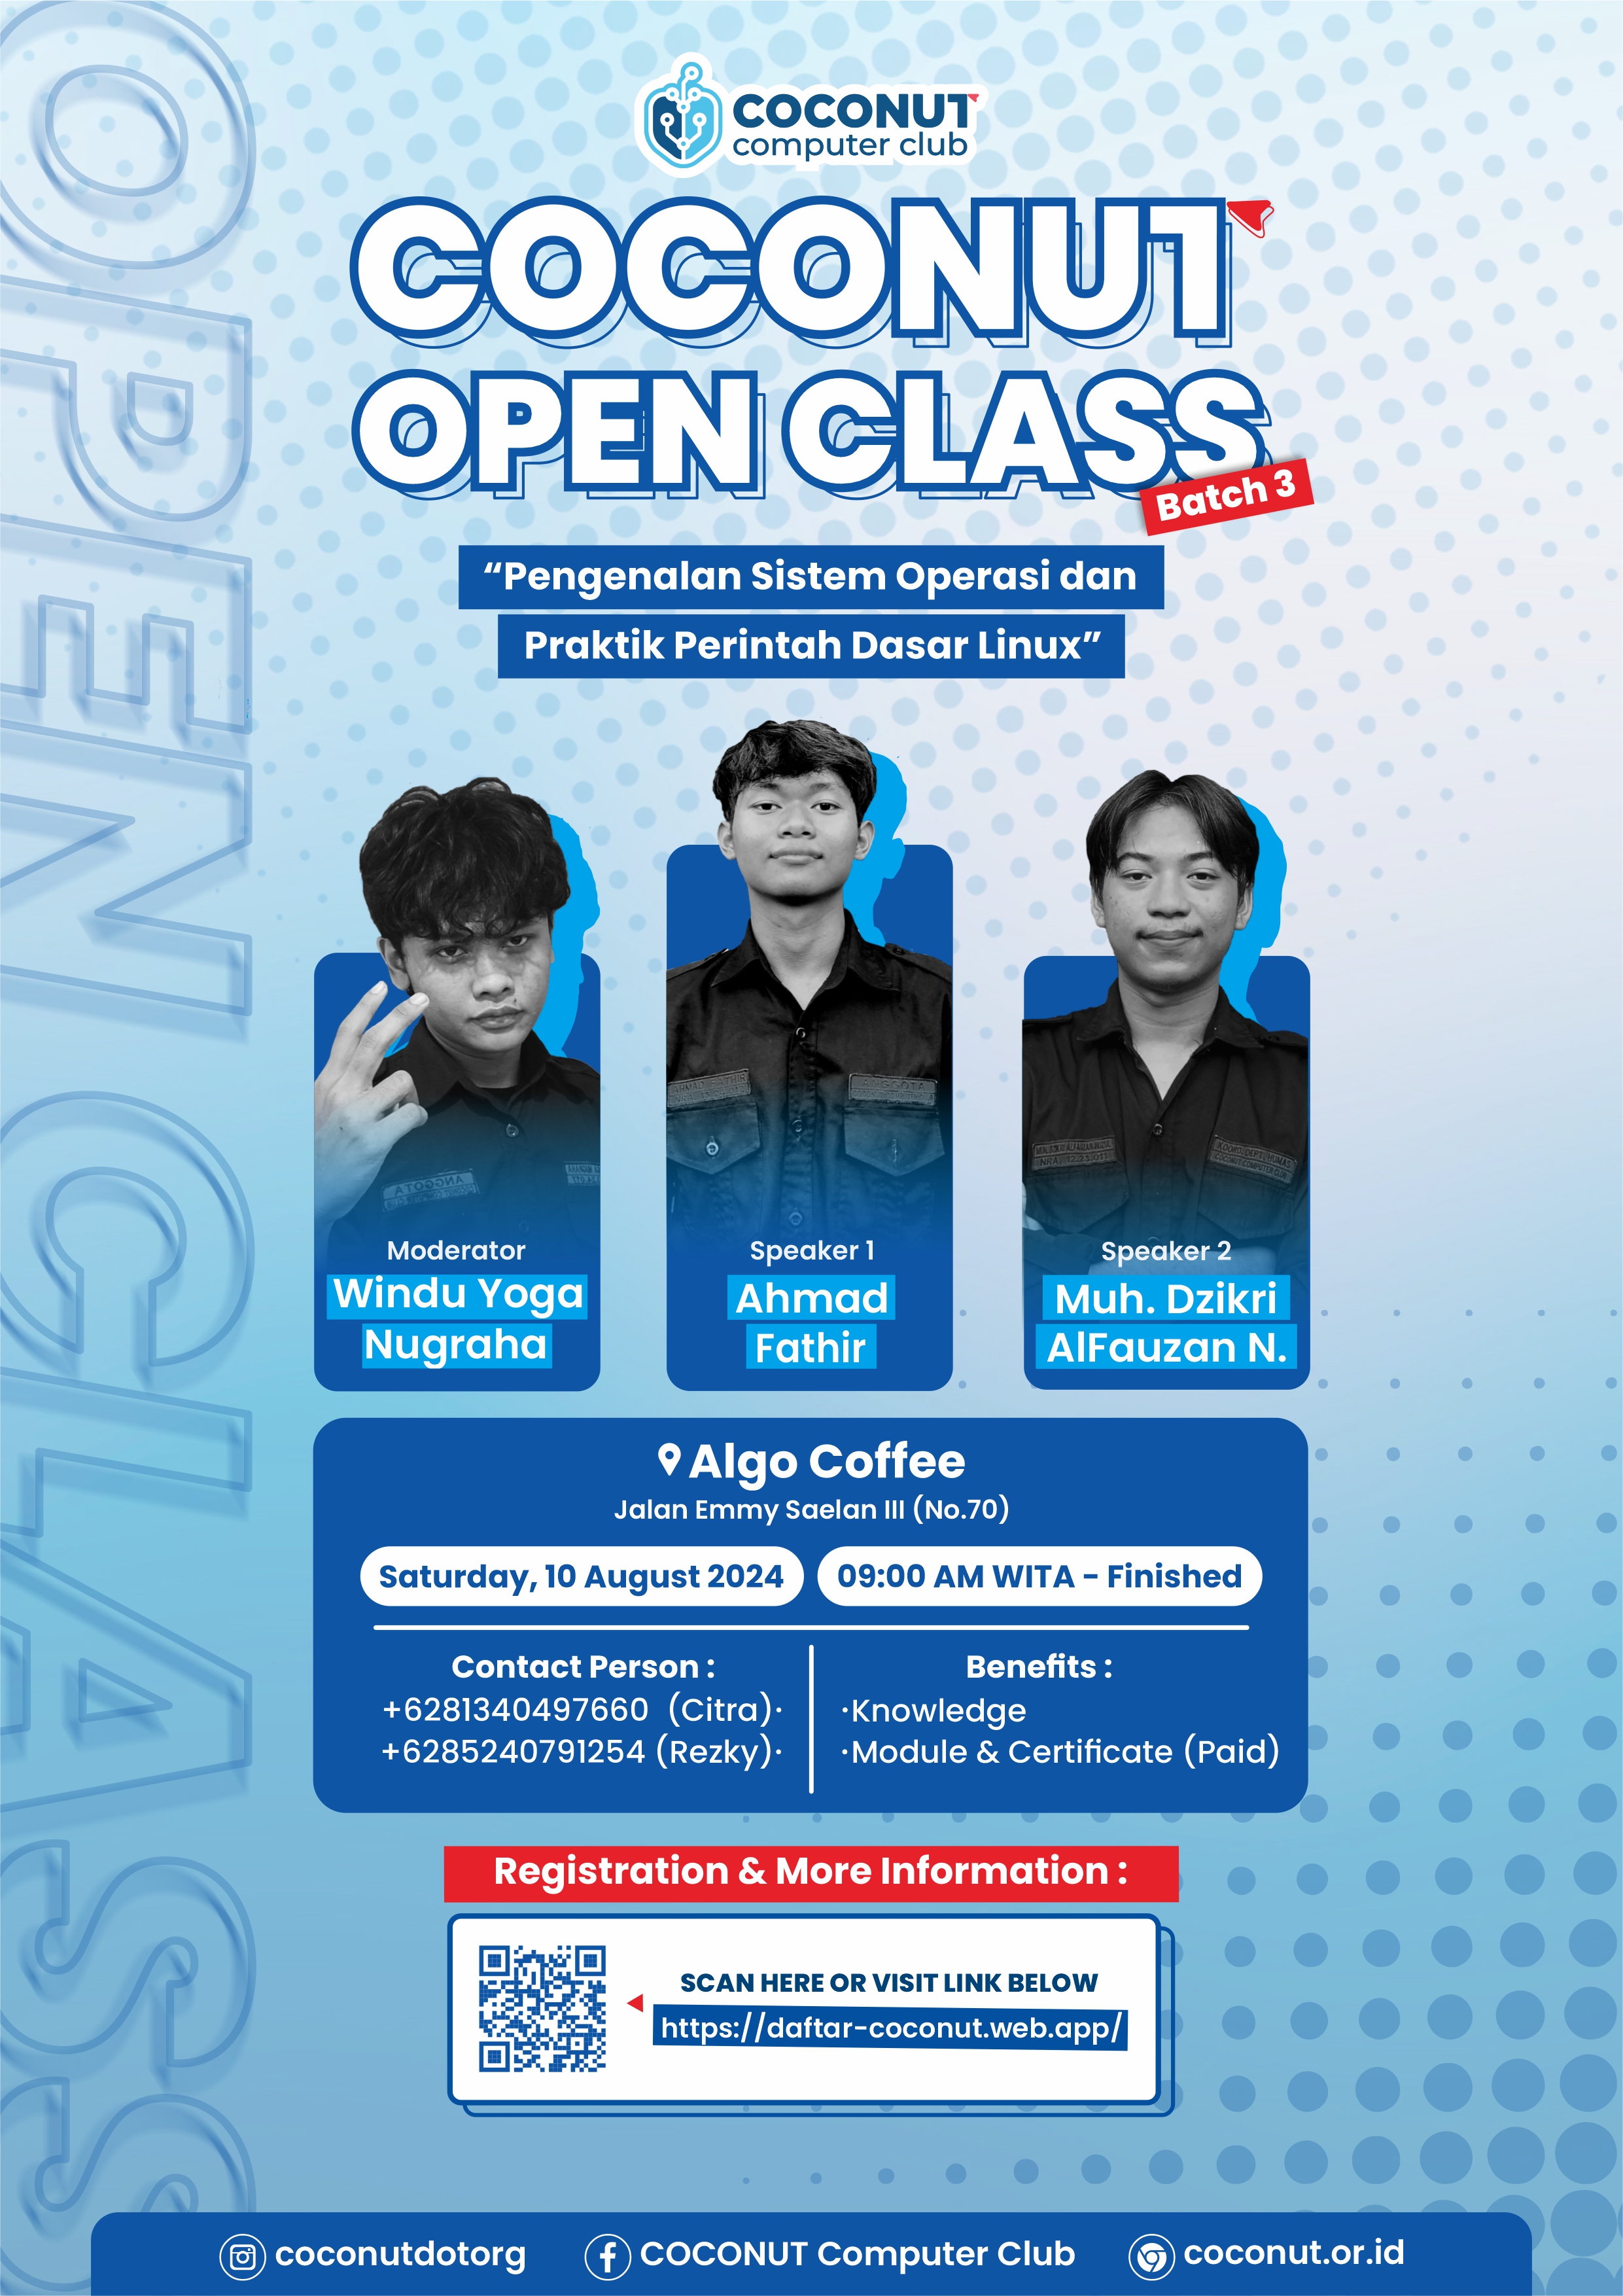 COCONUT
computer club
COCONUT
OPEN CLASS
Batch 3
“Pengenalan Sistem Operasi dan
Praktik Perintah Dasar Linux”
OPEN CLASS
ANGGOTA
ANGGOTA
Moderator
Windu Yoga
Nugraha
Speaker 1
Ahmad
Fathir
Speaker 2
Muh. Dzikri
AlFauzan N.
Algo Coffee
Jalan Emmy Saelan III (No.70)
Saturday, 10 August 2024
09:00 AM WITA - Finished
Contact Person :
+6281340497660 (Citra)·
+6285240791254 (Rezky)·
Benefits :
·Knowledge
·Module & Certificate (Paid)
Registration & More Information :
SCAN HERE OR VISIT LINK BELOW
https://daftar-coconut.web.app/
coconutdotorg
COCONUT Computer Club
coconut.or.id